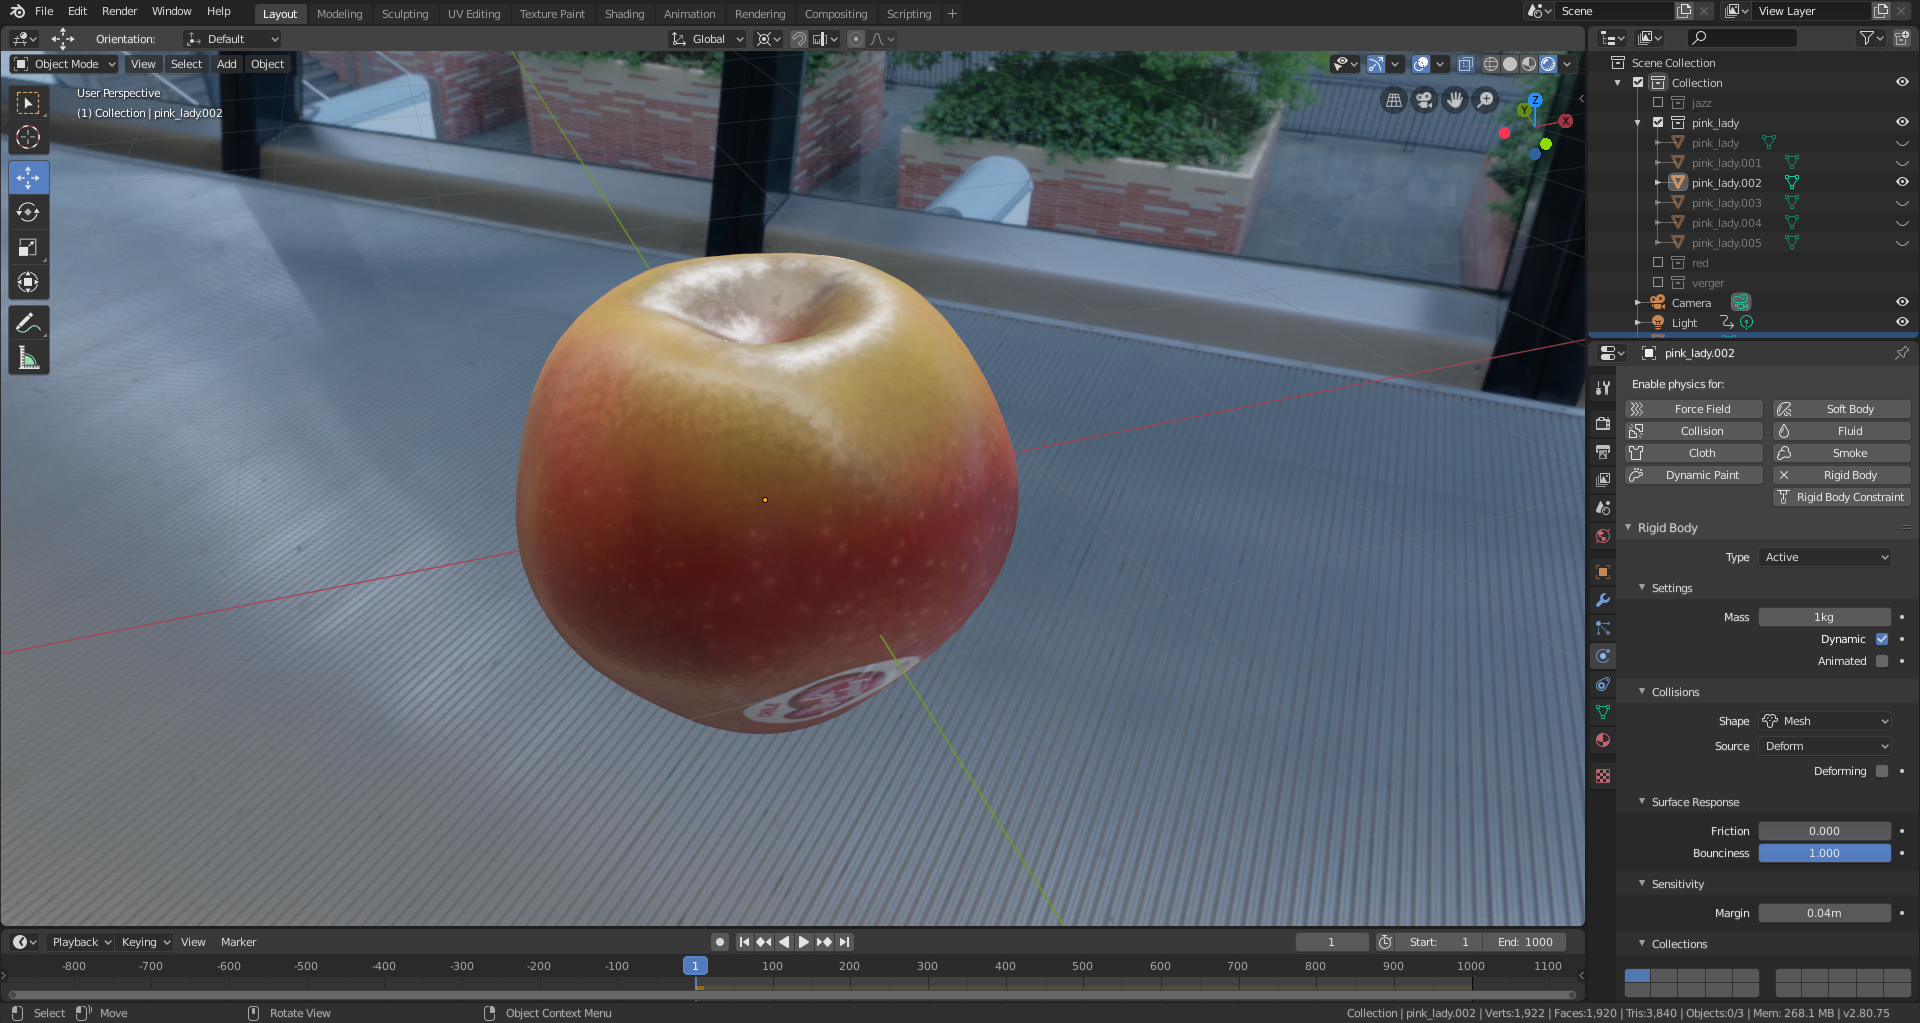 File Edit Render Window Help Layout Modeling Sculpting UV Editing Texture Paint Shading Animation Rendering Compositing Scripting + Scene View Layer
Orientation: Default Global
Object Mode View Select Add Object
User Perspective
(1) Collection | pink_lady.002
Z
Y
X
Scene Collection
Collection
jazz
pink_lady
pink_lady
pink_lady.001
pink_lady.002
pink_lady.003
pink_lady.004
pink_lady.005
red
verger
Camera
Light
pink_lady.002
Enable physics for:
Force Field Soft Body
Collision Fluid
Cloth Smoke
Dynamic Paint Rigid Body
Rigid Body Constraint
Rigid Body
Type Active
Settings
Mass 1kg
Dynamic
Animated
Collisions
Shape Mesh
Source Deform
Deforming
Surface Response
Friction 0.000
Bounciness 1.000
Sensitivity
Margin 0.04m
Collections
Playback Keying View Marker 1 Start: 1 End: 1000
-800 -700 -600 -500 -400 -300 -200 -100 1 100 200 300 400 500 600 700 800 900 1000 1100
Select Move Rotate View Object Context Menu Collection | pink_lady.002 | Verts:1,922 | Faces:1,920 | Tris:3,840 | Objects:0/3 | Mem: 268.1 MB | v2.80.75